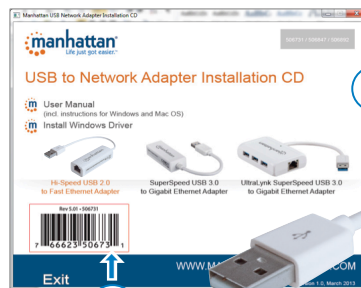 Manhattan USB Network Adapter Installation CD
manhattan
Life just got easier.
506731 / 506847 / 506952
USB to Network Adapter Installation CD
User Manual
(incl. instructions for Windows and Mac OS)
Install Windows Driver
Hi-Speed USB 2.0
to Fast Ethernet Adapter
SuperSpeed USB 3.0
to Gigabit Ethernet Adapter
UltraLynk SuperSpeed USB 3.0
to Gigabit Ethernet Adapter
Rev 5.01 - 506731
7 66623 50673 1
Exit
WWW.M
COM
1.0, March 2013